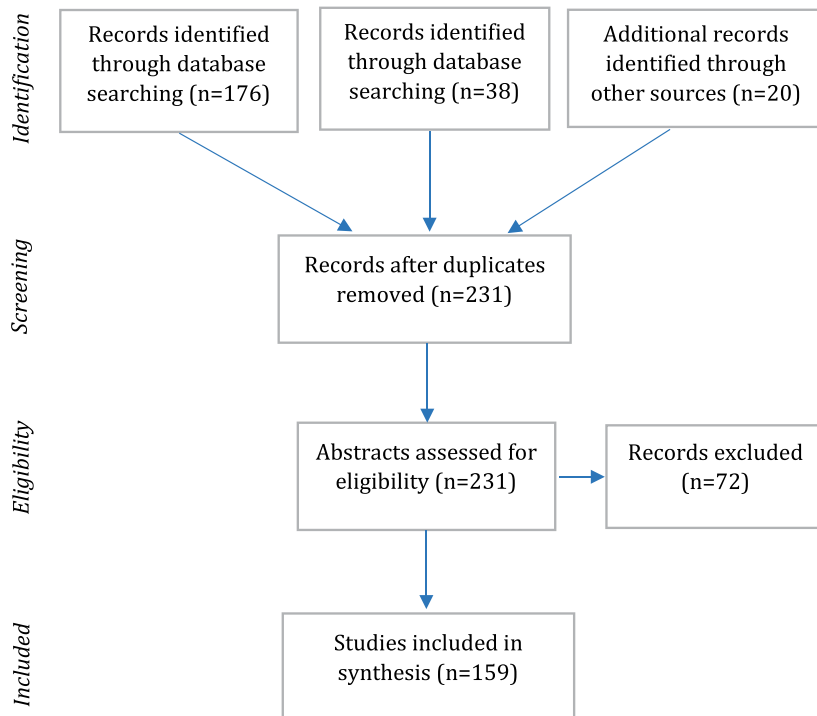 Identification
Records identified
through database
searching (n=176)
Records identified
through database
searching (n=38)
Additional records
identified through
other sources (n=20)
Screening
Records after duplicates
removed (n=231)
Eligibility
Abstracts assessed for
eligibility (n=231)
Records excluded
(n=72)
Included
Studies included in
synthesis (n=159)